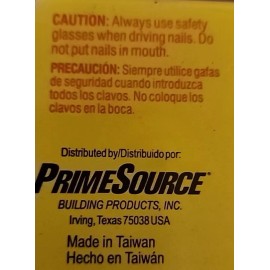 CAUTION: Always use safety
glasses when driving nails. Do
not put nails in mouth.
PRECAUCIÓN: Siempre utilice gafas
de seguridad cuando introduzca
todos los clavos. No coloque los
clavos en la boca.
Distributed by/Distribuido por:
PRIMESOURCE®
BUILDING PRODUCTS, INC.
Irving, Texas 75038 USA
Made in Taiwan
Hecho en Taiwán